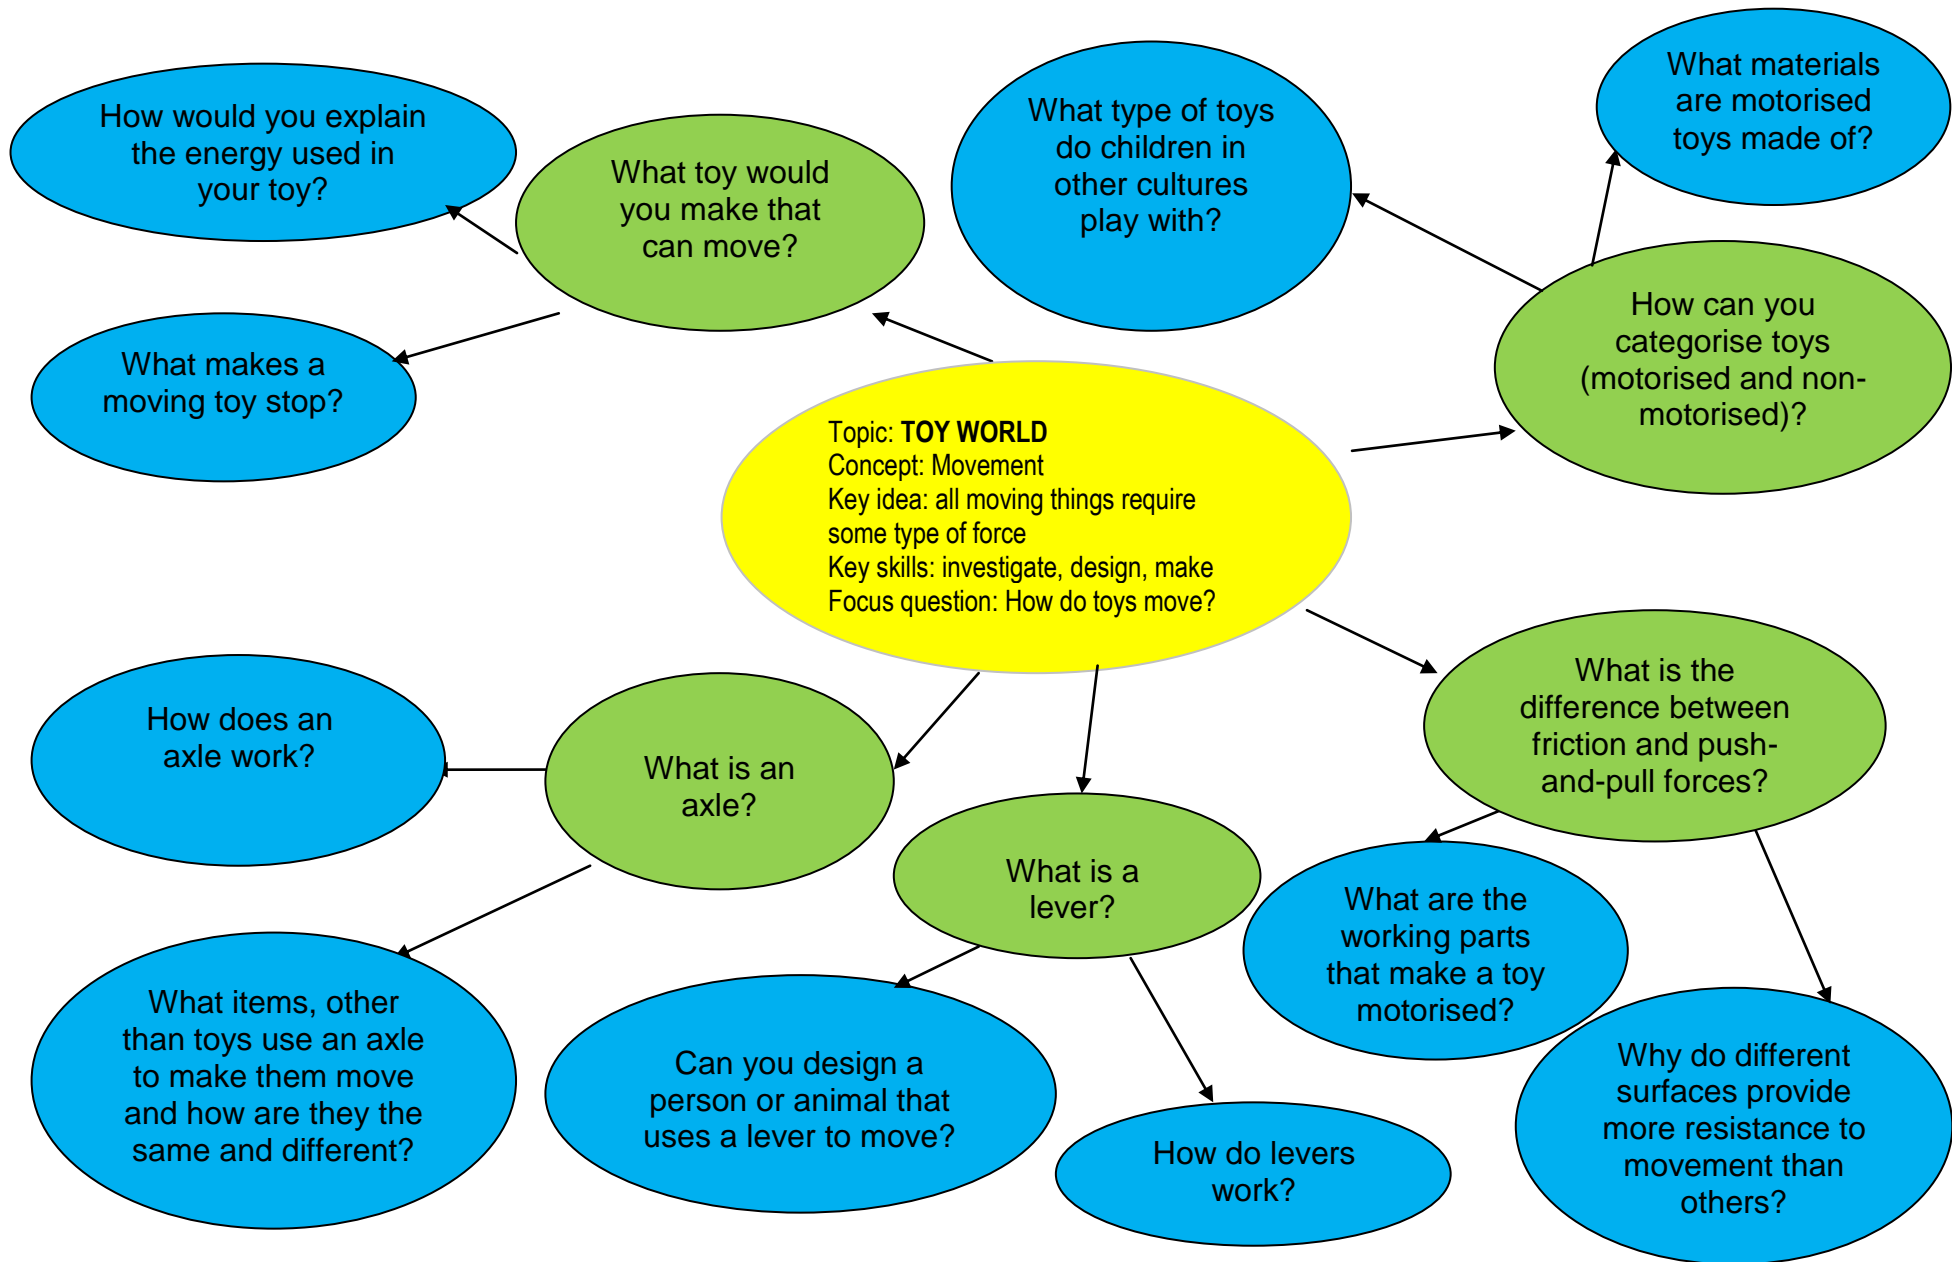 How would you explain
the energy used in
your toy?
What toy would
you make that
can move?
What type of toys
do children in
other cultures
play with?
What materials
are motorised
toys made of?
What makes a
moving toy stop?
How can you
categorise toys
(motorised and non-
motorised)?
Topic: TOY WORLD
Concept: Movement
Key idea: all moving things require
some type of force
Key skills: investigate, design, make
Focus question: How do toys move?
How does an
axle work?
What is an
axle?
What is a
lever?
What is the
difference between
friction and push-
and-pull forces?
What are the
working parts
that make a toy
motorised?
What items, other
than toys use an axle
to make them move
and how are they the
same and different?
Can you design a
person or animal that
uses a lever to move?
How do levers
work?
Why do different
surfaces provide
more resistance to
movement than
others?